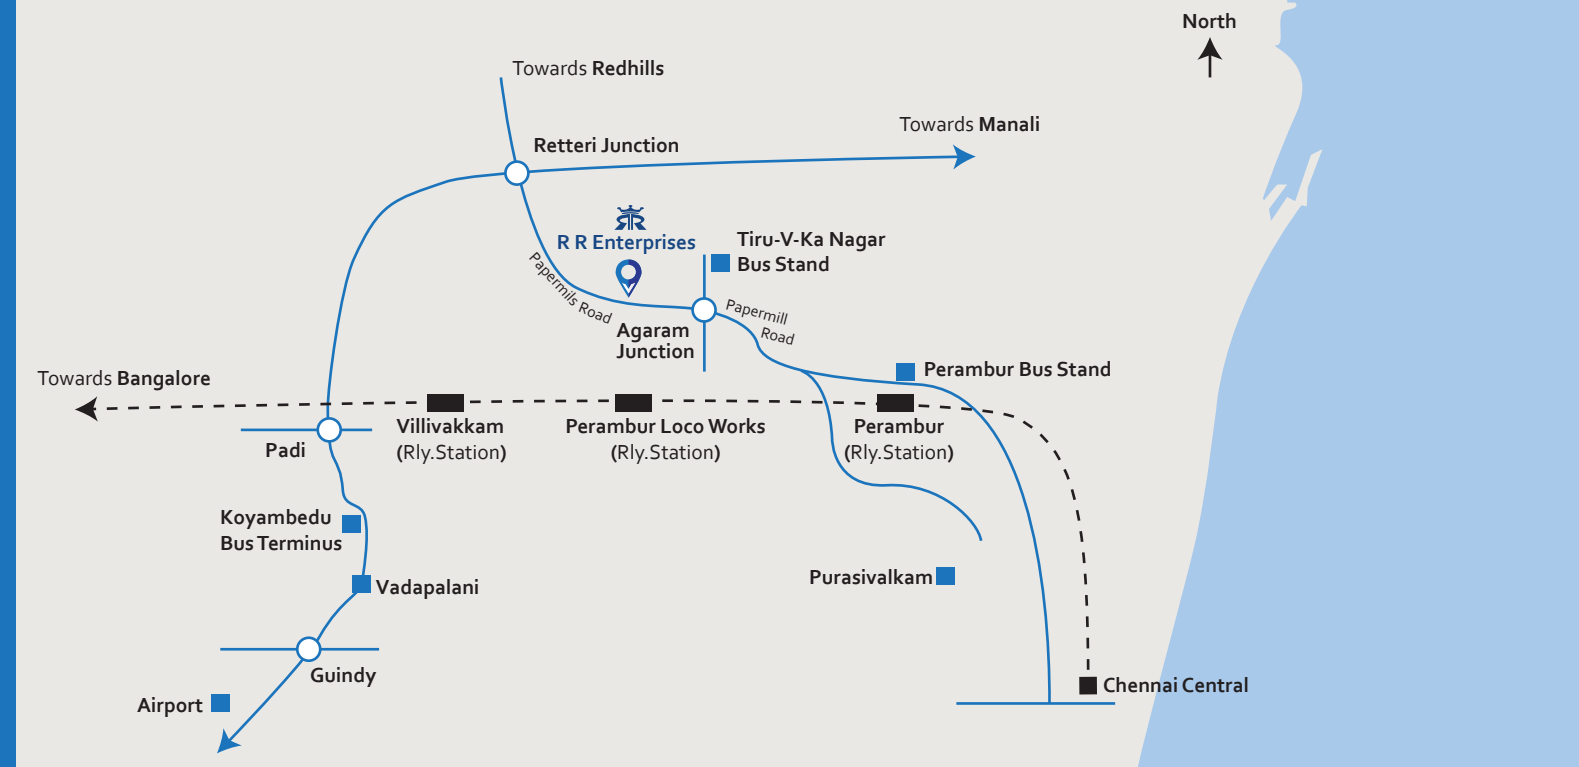 North
Towards Redhills
Towards Manali
Retteri Junction
R R Enterprises
Tiru-V-Ka Nagar
Bus Stand
Papermils Road
Papermill
Road
Agaram
Junction
Towards Bangalore
Perambur Bus Stand
Padi
Villivakkam
(Rly.Station)
Perambur Loco Works
(Rly.Station)
Perambur
(Rly.Station)
Koyambedu
Bus Terminus
Vadapalani
Purasivalkam
Guindy
Airport
Chennai Central